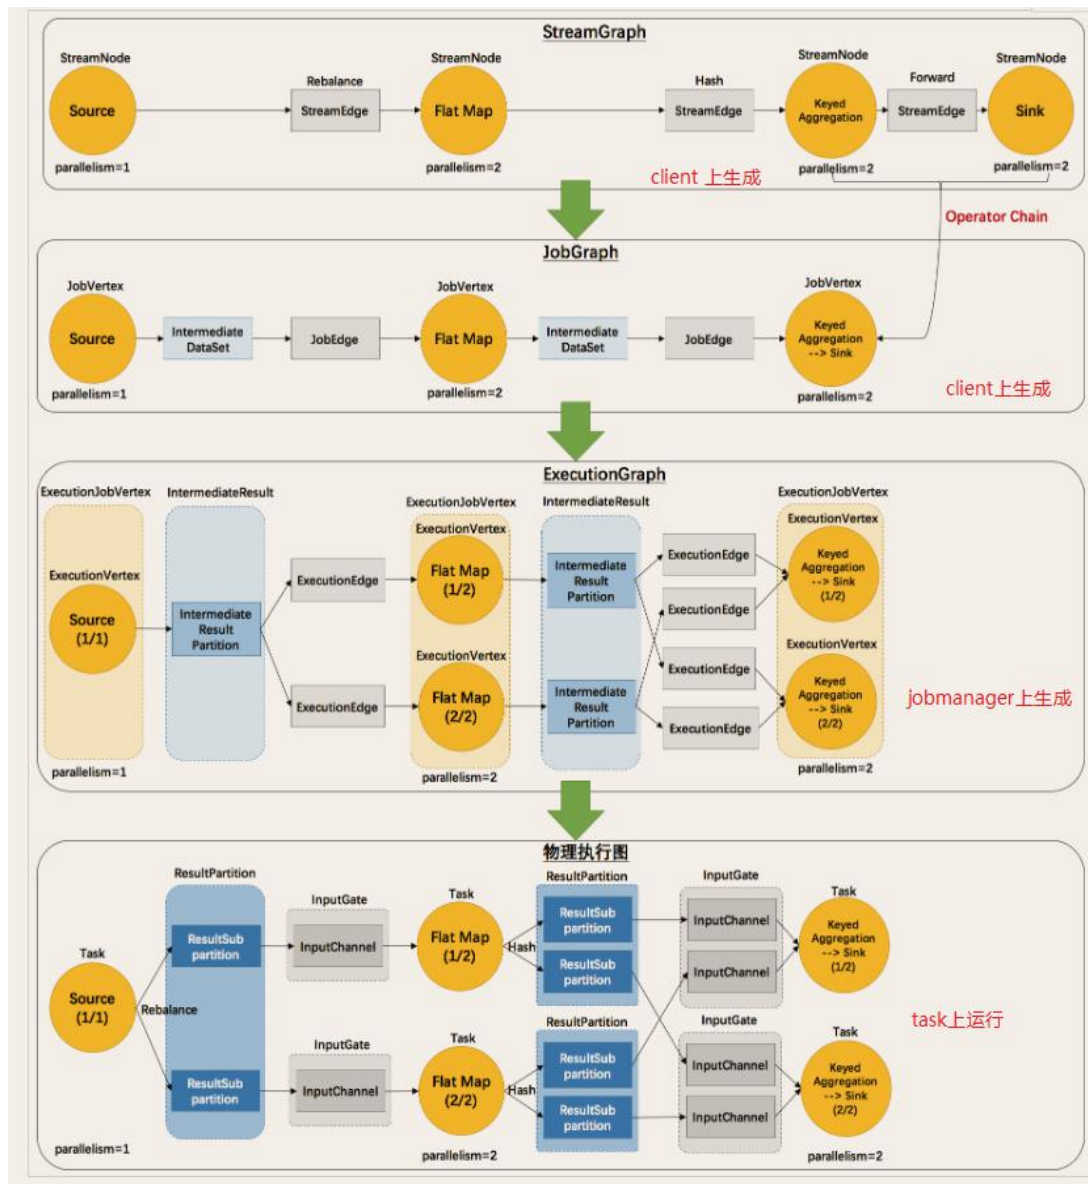 StreamGraph
StreamNode
StreamNode
StreamNode
StreamNode
Rebalance
Hash
Forward
Source
StreamEdge
Flat Map
StreamEdge
Keyed
Aggregation
StreamEdge
Sink
parallelism=1
parallelism=2
parallelism=2
parallelism=2
client 上生成
Operator Chain
JobGraph
JobVertex
JobVertex
JobVertex
Source
Intermediate
DataSet
JobEdge
Flat Map
Intermediate
DataSet
JobEdge
Keyed
Aggregation
--> Sink
parallelism=1
parallelism=2
parallelism=2
client上生成
ExecutionGraph
ExecutionJobVertex
IntermediateResult
ExecutionJobVertex
IntermediateResult
ExecutionJobVertex
ExecutionVertex
Source
(1/1)
Intermediate
Result
Partition
ExecutionEdge
ExecutionEdge
ExecutionVertex
Flat Map
(1/2)
ExecutionVertex
Flat Map
(2/2)
Intermediate
Result
Partition
Intermediate
Result
Partition
ExecutionEdge
ExecutionEdge
ExecutionEdge
ExecutionEdge
ExecutionVertex
Keyed
Aggregation
--> Sink
(1/2)
ExecutionVertex
Keyed
Aggregation
--> Sink
(2/2)
jobmanager上生成
parallelism=1
parallelism=2
parallelism=2
物理执行图
Task
Source
(1/1)
Rebalance
ResultPartition
ResultSub
partition
ResultSub
partition
InputGate
InputChannel
InputGate
InputChannel
Task
Flat Map
(1/2)
Hash
Task
Flat Map
(2/2)
Hash
ResultPartition
ResultSub
partition
ResultSub
partition
ResultPartition
ResultSub
partition
ResultSub
partition
InputGate
InputChannel
InputChannel
InputGate
InputChannel
InputChannel
Task
Keyed
Aggregation
--> Sink
(1/2)
Task
Keyed
Aggregation
--> Sink
(2/2)
task上运行
parallelism=1
parallelism=2
parallelism=2